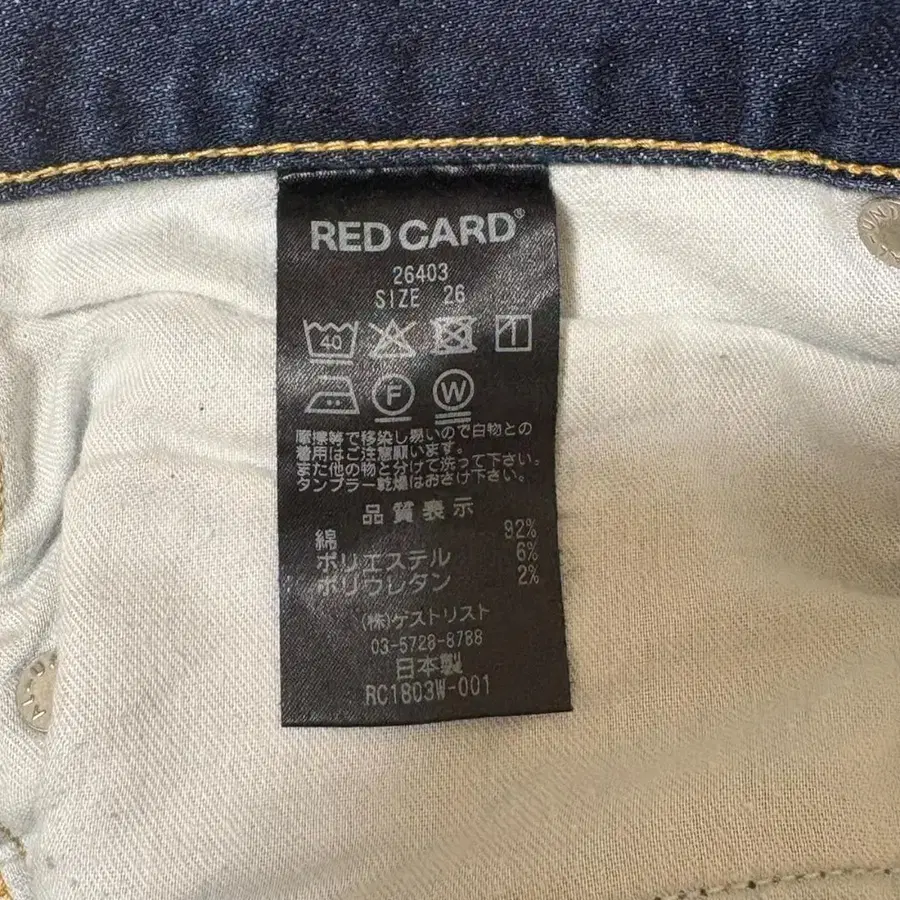 RED CARD®
26403
SIZE 26
40
F W
摩擦等で移染し易いので白物との
着用はご注意願います。
また他の物と分けて洗って下さい。
タンブラー乾燥はおさけ下さい。
品質表示
綿 92%
ポリエステル 6%
ポリウレタン 2%
(株)ゲストリスト
03-5728-8788
日本製
RC1803W-001